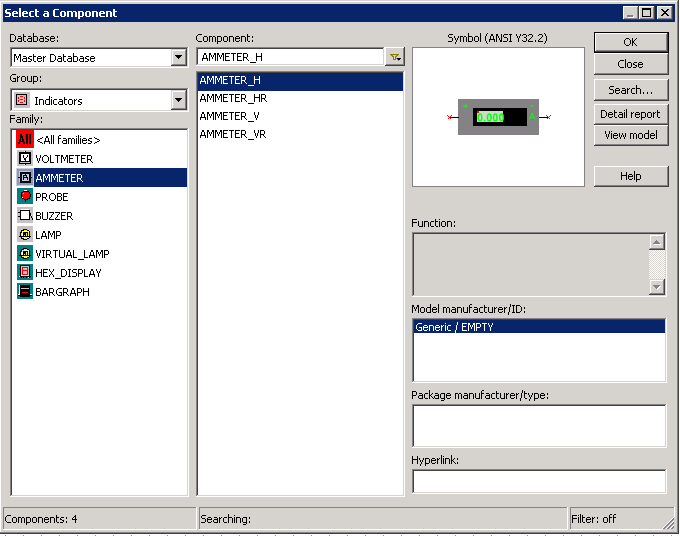 Select a Component
Database:
Master Database
Group:
Indicators
Family:
All <All families>
VOLTMETER
AMMETER
PROBE
BUZZER
LAMP
VIRTUAL_LAMP
HEX_DISPLAY
BARGRAPH
Component:
AMMETER_H
AMMETER_H
AMMETER_HR
AMMETER_V
AMMETER_VR
Symbol (ANSI Y32.2)
0.000 A
Function:
Model manufacturer/ID:
Generic / EMPTY
Package manufacturer/type:
Hyperlink:
OK
Close
Search...
Detail report
View model
Help
Components: 4
Searching:
Filter: off